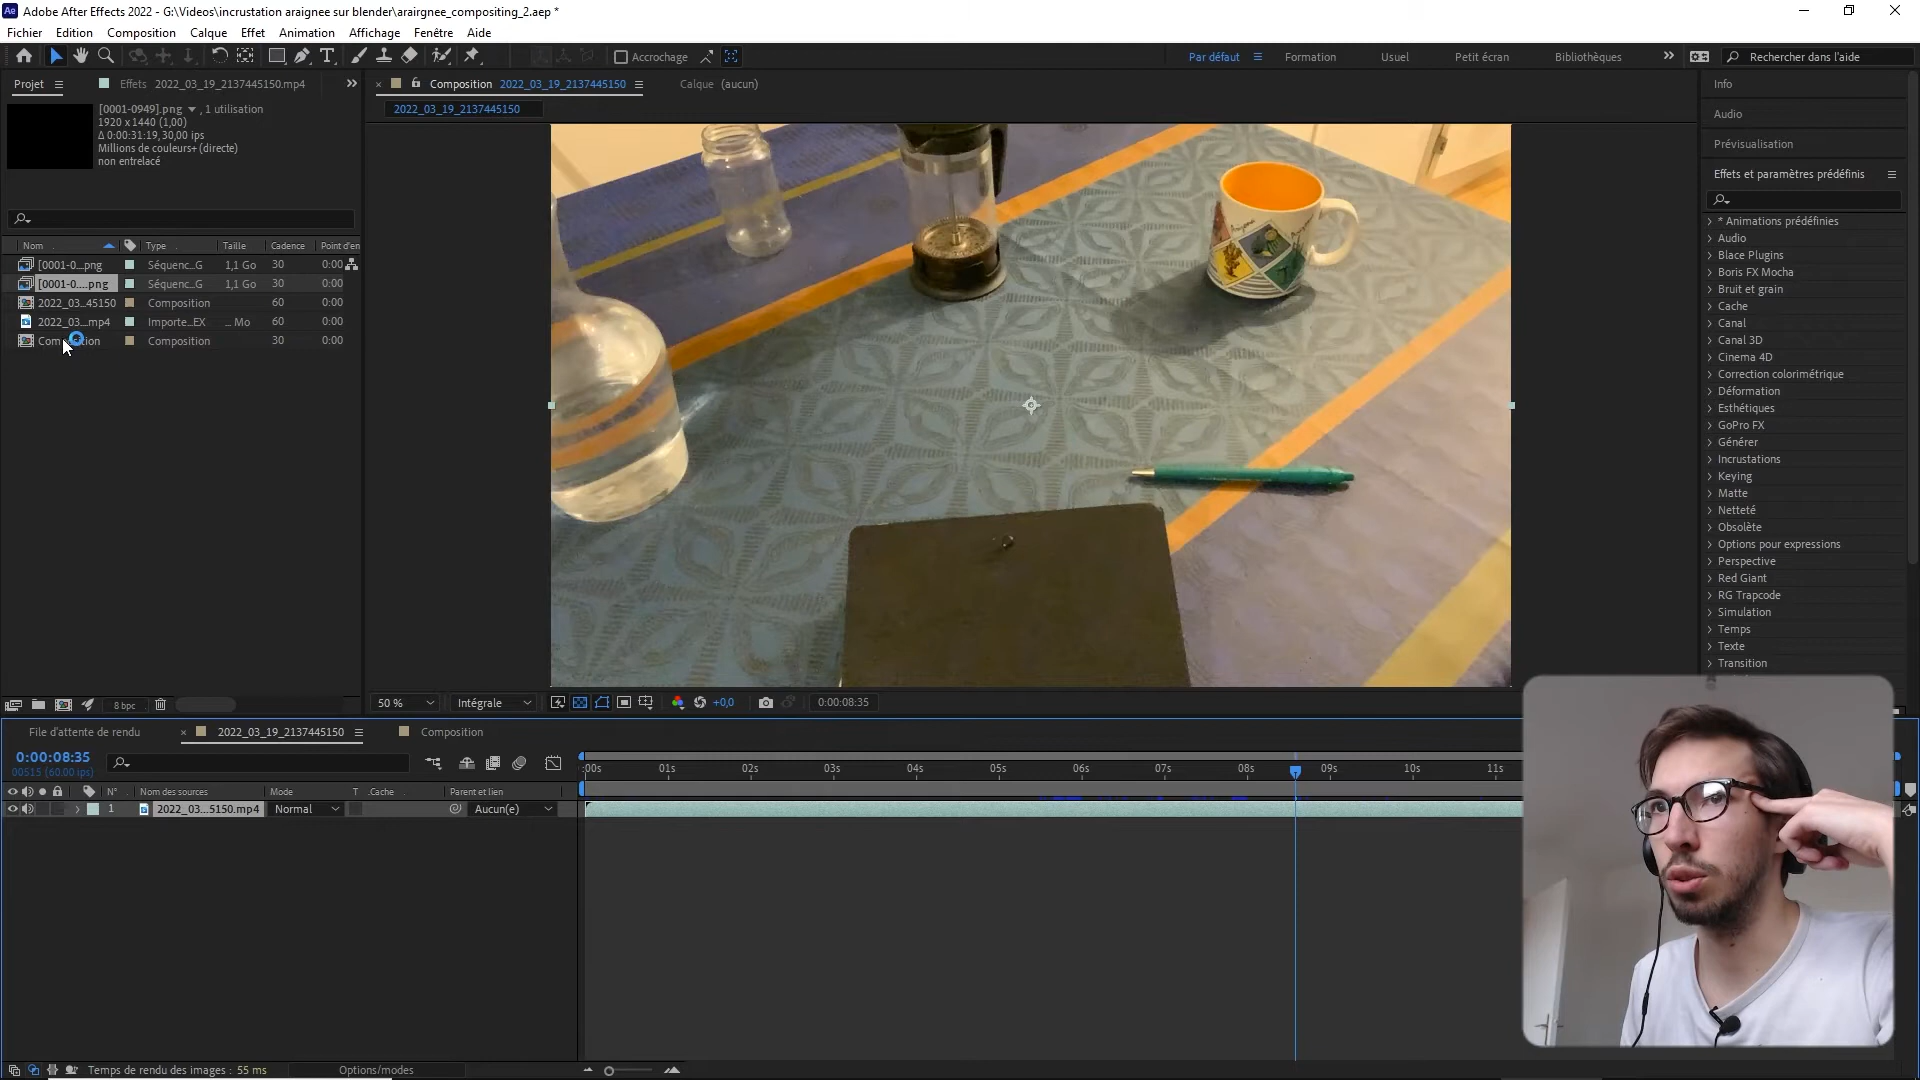 Adobe After Effects 2022 - G:\Videos\incrustation araignee sur blender\arairgnee_compositing_2.aep *
Fichier Edition Composition Calque Effet Animation Affichage Fenêtre Aide
Accrochage
Par défaut Formation Usuel Petit écran Bibliothèques Rechercher dans l'aide
Projet Effets 2022_03_19_2137445150.mp4
[0001-0949].png , 1 utilisation
1920 x 1440 (1,00)
Δ 0:00:31:19, 30,00 ips
Millions de couleurs+ (directe)
non entrelacé
Nom Type Taille Cadence Point d'en
[0001-0...png Séquenc...G 1,1 Go 30 0:00
[0001-0....png Séquenc...G 1,1 Go 30 0:00
2022_03...45150 Composition 60 0:00
2022_03....mp4 Importe...EX ... Mo 60 0:00
Composition Composition 30 0:00
8 bpc
Composition 2022_03_19_2137445150 Calque (aucun)
2022_03_19_2137445150
50 % Intégrale +0,0 0:00:08:35
Info
Audio
Prévisualisation
Effets et paramètres prédéfinis
* Animations prédéfinies
Audio
Blace Plugins
Boris FX Mocha
Bruit et grain
Cache
Canal
Canal 3D
Cinema 4D
Correction colorimétrique
Déformation
Esthétiques
GoPro FX
Générer
Incrustations
Keying
Matte
Netteté
Obsolète
Options pour expressions
Perspective
Red Giant
RG Trapcode
Simulation
Temps
Texte
Transition
File d'attente de rendu 2022_03_19_2137445150 Composition
0:00:08:35
00515 (60.00 ips)
:00s 01s 02s 03s 04s 05s 06s 07s 08s 09s 10s 11s
N° Nom des sources Mode T .Cache Parent et lien
1 2022_03...5150.mp4 Normal Aucun(e)
Temps de rendu des images : 55 ms Options/modes